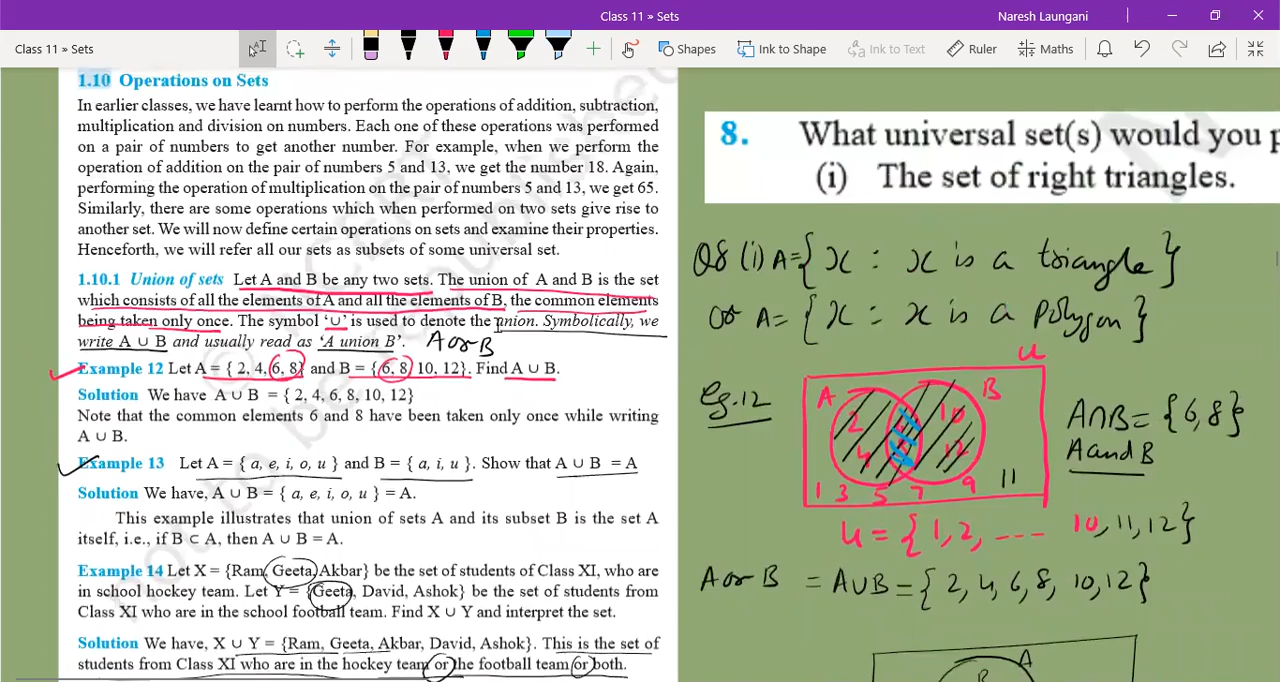 Class 11 » Sets
Naresh Laungani
Class 11 » Sets
Shapes
Ink to Shape
Ink to Text
Ruler
Maths
1.10 Operations on Sets
In earlier classes, we have learnt how to perform the operations of addition, subtraction,
multiplication and division on numbers. Each one of these operations was performed
on a pair of numbers to get another number. For example, when we perform the
operation of addition on the pair of numbers 5 and 13, we get the number 18. Again,
performing the operation of multiplication on the pair of numbers 5 and 13, we get 65.
Similarly, there are some operations which when performed on two sets give rise to
another set. We will now define certain operations on sets and examine their properties.
Henceforth, we will refer all our sets as subsets of some universal set.
1.10.1 Union of sets Let A and B be any two sets. The union of A and B is the set
which consists of all the elements of A and all the elements of B, the common elements
being taken only once. The symbol ‘∪’ is used to denote the union. Symbolically, we
write A ∪ B and usually read as ‘A union B’.
A or B
Example 12 Let A = { 2, 4, 6, 8} and B = { 6, 8, 10, 12}. Find A ∪ B.
Solution We have A ∪ B = { 2, 4, 6, 8, 10, 12}
Note that the common elements 6 and 8 have been taken only once while writing
A ∪ B.
Example 13 Let A = { a, e, i, o, u } and B = { a, i, u }. Show that A ∪ B = A
Solution We have, A ∪ B = { a, e, i, o, u } = A.
This example illustrates that union of sets A and its subset B is the set A
itself, i.e., if B ⊂ A, then A ∪ B = A.
Example 14 Let X = {Ram, Geeta, Akbar} be the set of students of Class XI, who are
in school hockey team. Let Y = {Geeta, David, Ashok} be the set of students from
Class XI who are in the school football team. Find X ∪ Y and interpret the set.
Solution We have, X ∪ Y = {Ram, Geeta, Akbar, David, Ashok}. This is the set of
students from Class XI who are in the hockey team or the football team or both.
8. What universal set(s) would you p
(i) The set of right triangles.
Q8 (i) A={ x : x is a triangle }
or A = { x = x is a polygon }
u
Eg.12
A B
2 10
4 12
1 3 5 7 9 11
A∩B = {6,8}
A and B
u = {1, 2, ---- 10, 11, 12}
A or B = A∪B = { 2, 4, 6, 8, 10, 12}
A
B